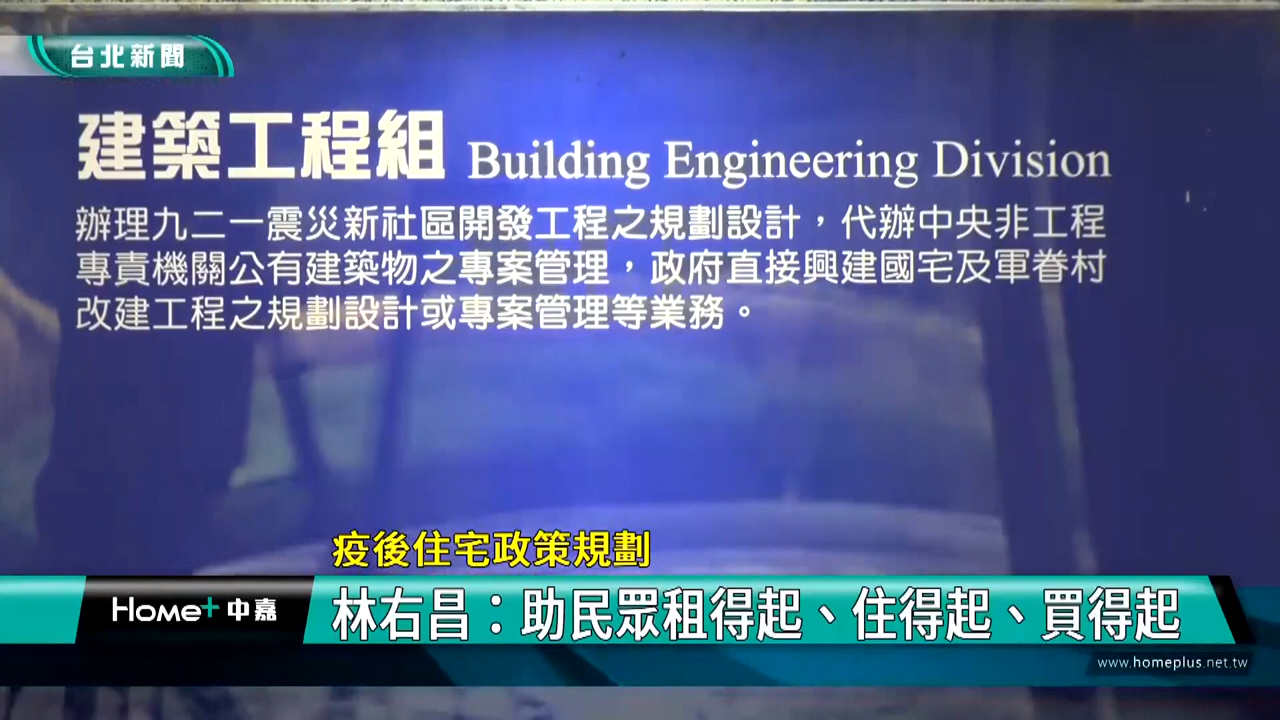 台北新聞
建築工程組 Building Engineering Division
辦理九二一震災新社區開發工程之規劃設計，代辦中央非工程
專責機關公有建築物之專案管理，政府直接興建國宅及軍眷村
改建工程之規劃設計或專案管理等業務。
疫後住宅政策規劃
Home+中嘉
林右昌：助民眾租得起、住得起、買得起
www.homeplus.net.tw